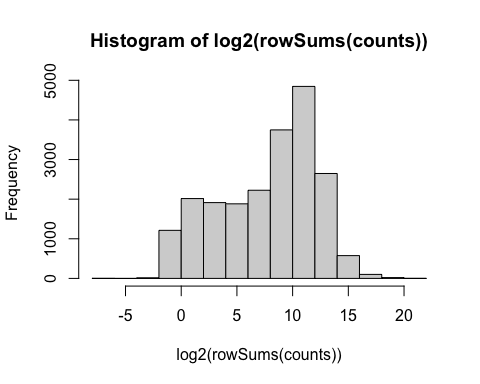 Histogram of log2(rowSums(counts))
Frequency
5000
3000
1000
0
-5 0 5 10 15 20
log2(rowSums(counts))